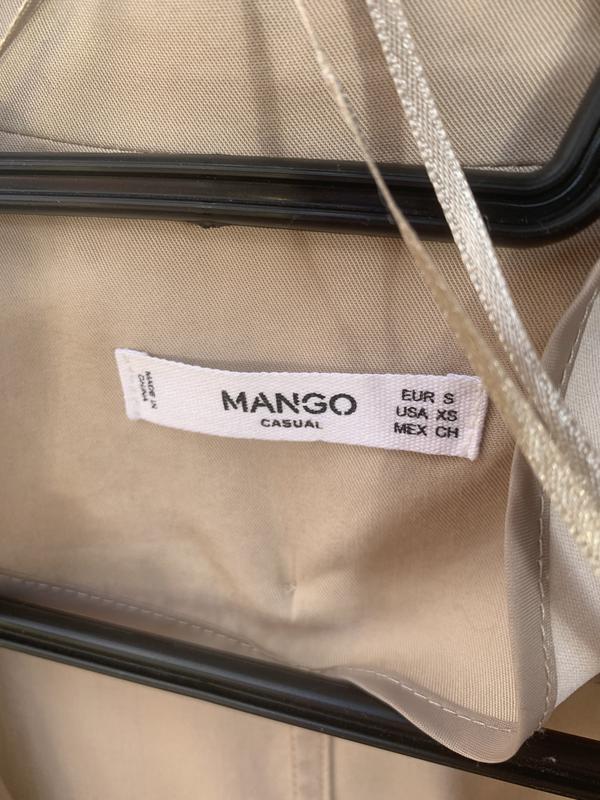 MADE IN
CHINA
MANGO
CASUAL
EUR S
USA XS
MEX CH